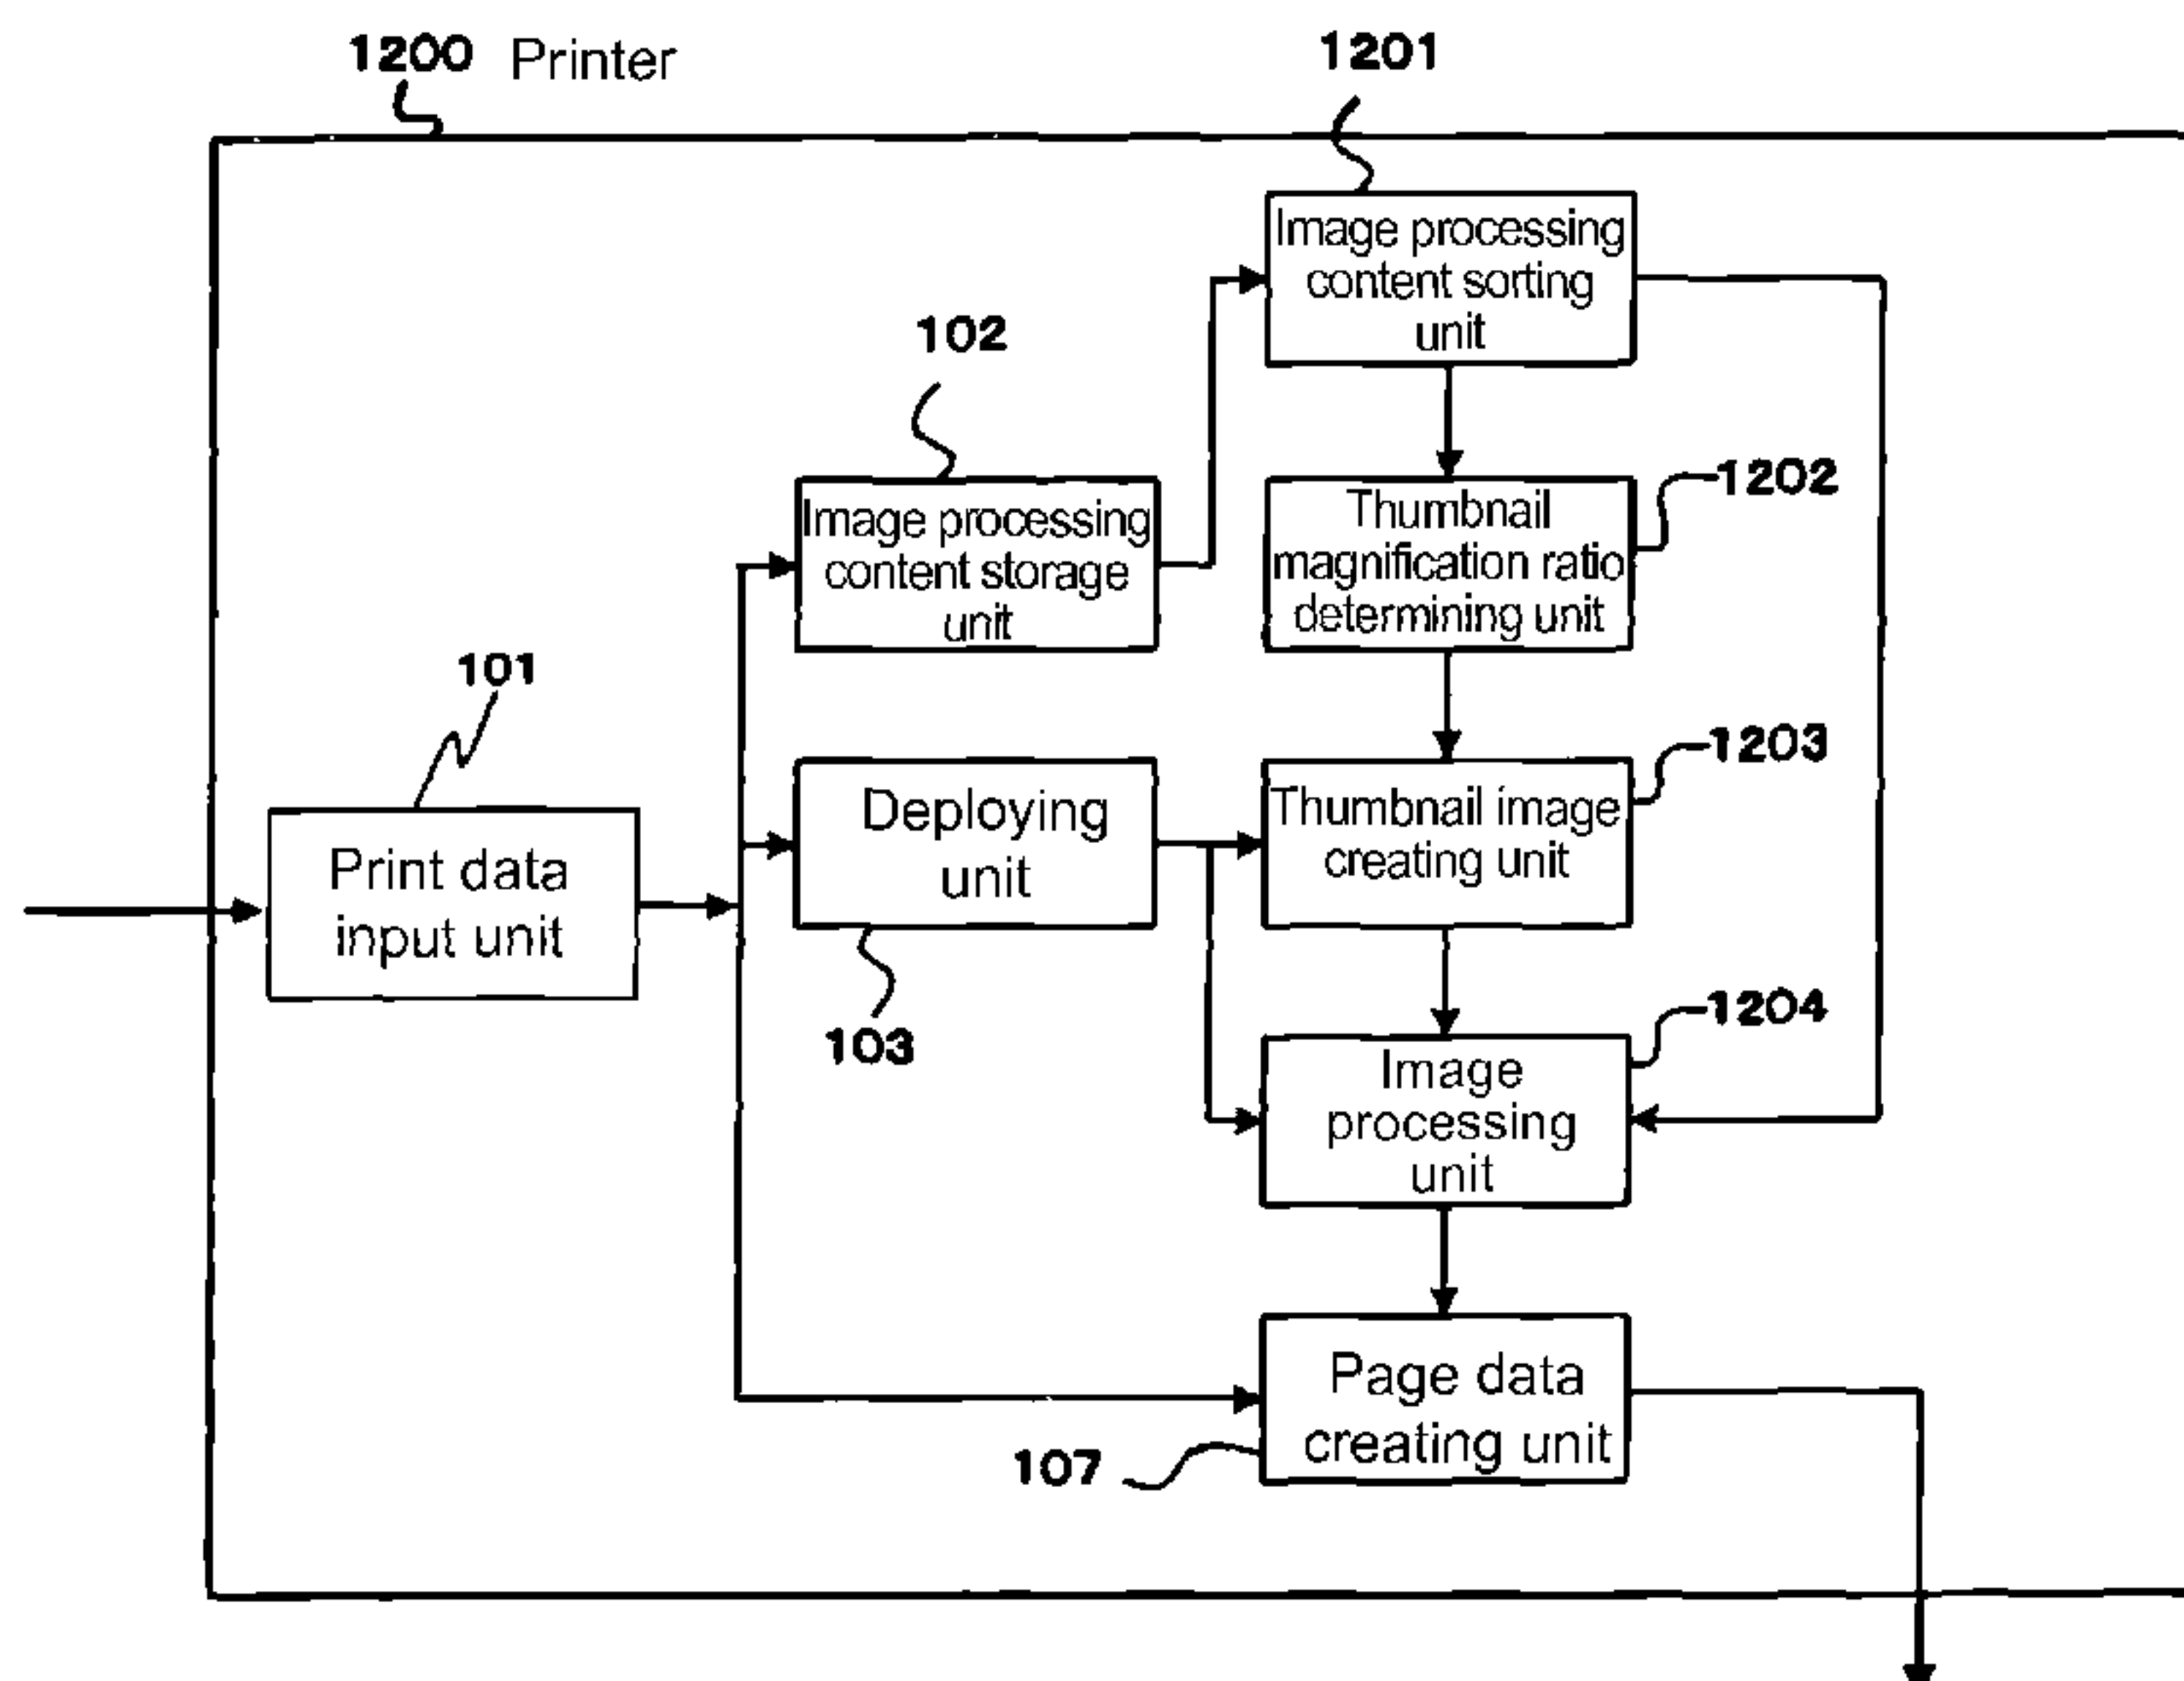 1200 Printer
1201
Image processing
content sorting
unit
102
Image processing
content storage
unit
1202
Thumbnail
magnification ratio
determining unit
101
Print data
input unit
Deploying
unit
103
1203
Thumbnail image
creating unit
1204
Image
processing
unit
Page data
creating unit
107